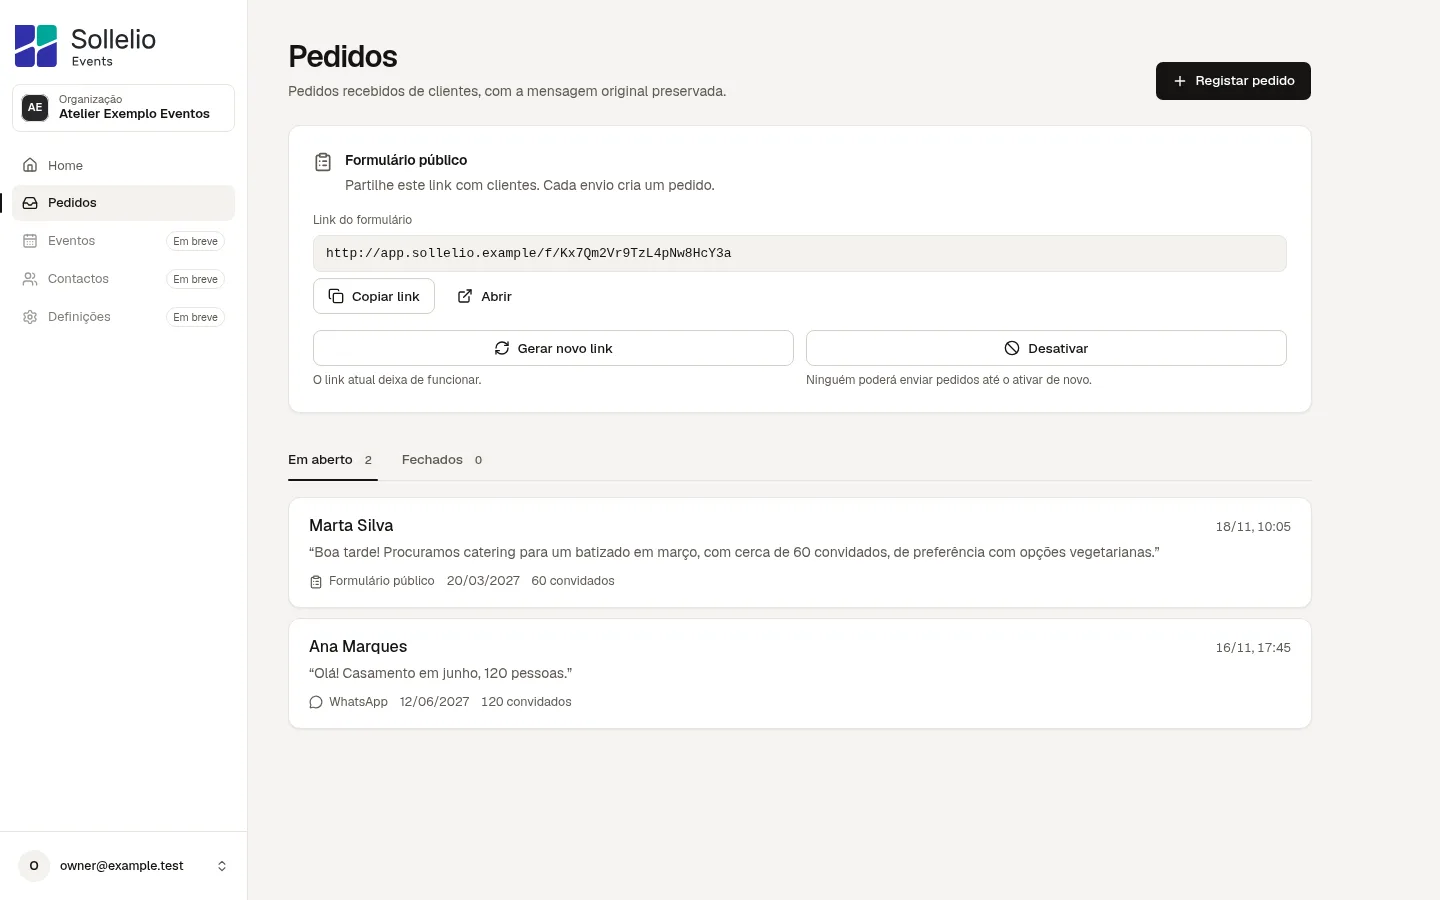 Sollelio
Events
AE
Organização
Atelier Exemplo Eventos
Home
Pedidos
Eventos Em breve
Contactos Em breve
Definições Em breve
O owner@example.test
Pedidos
Pedidos recebidos de clientes, com a mensagem original preservada.
Registar pedido
Formulário público
Partilhe este link com clientes. Cada envio cria um pedido.
Link do formulário
http://app.sollelio.example/f/Kx7Qm2Vr9TzL4pNw8HcY3a
Copiar link Abrir
Gerar novo link Desativar
O link atual deixa de funcionar. Ninguém poderá enviar pedidos até o ativar de novo.
Em aberto 2 Fechados 0
Marta Silva 18/11, 10:05
“Boa tarde! Procuramos catering para um batizado em março, com cerca de 60 convidados, de preferência com opções vegetarianas.”
Formulário público 20/03/2027 60 convidados
Ana Marques 16/11, 17:45
“Olá! Casamento em junho, 120 pessoas.”
WhatsApp 12/06/2027 120 convidados